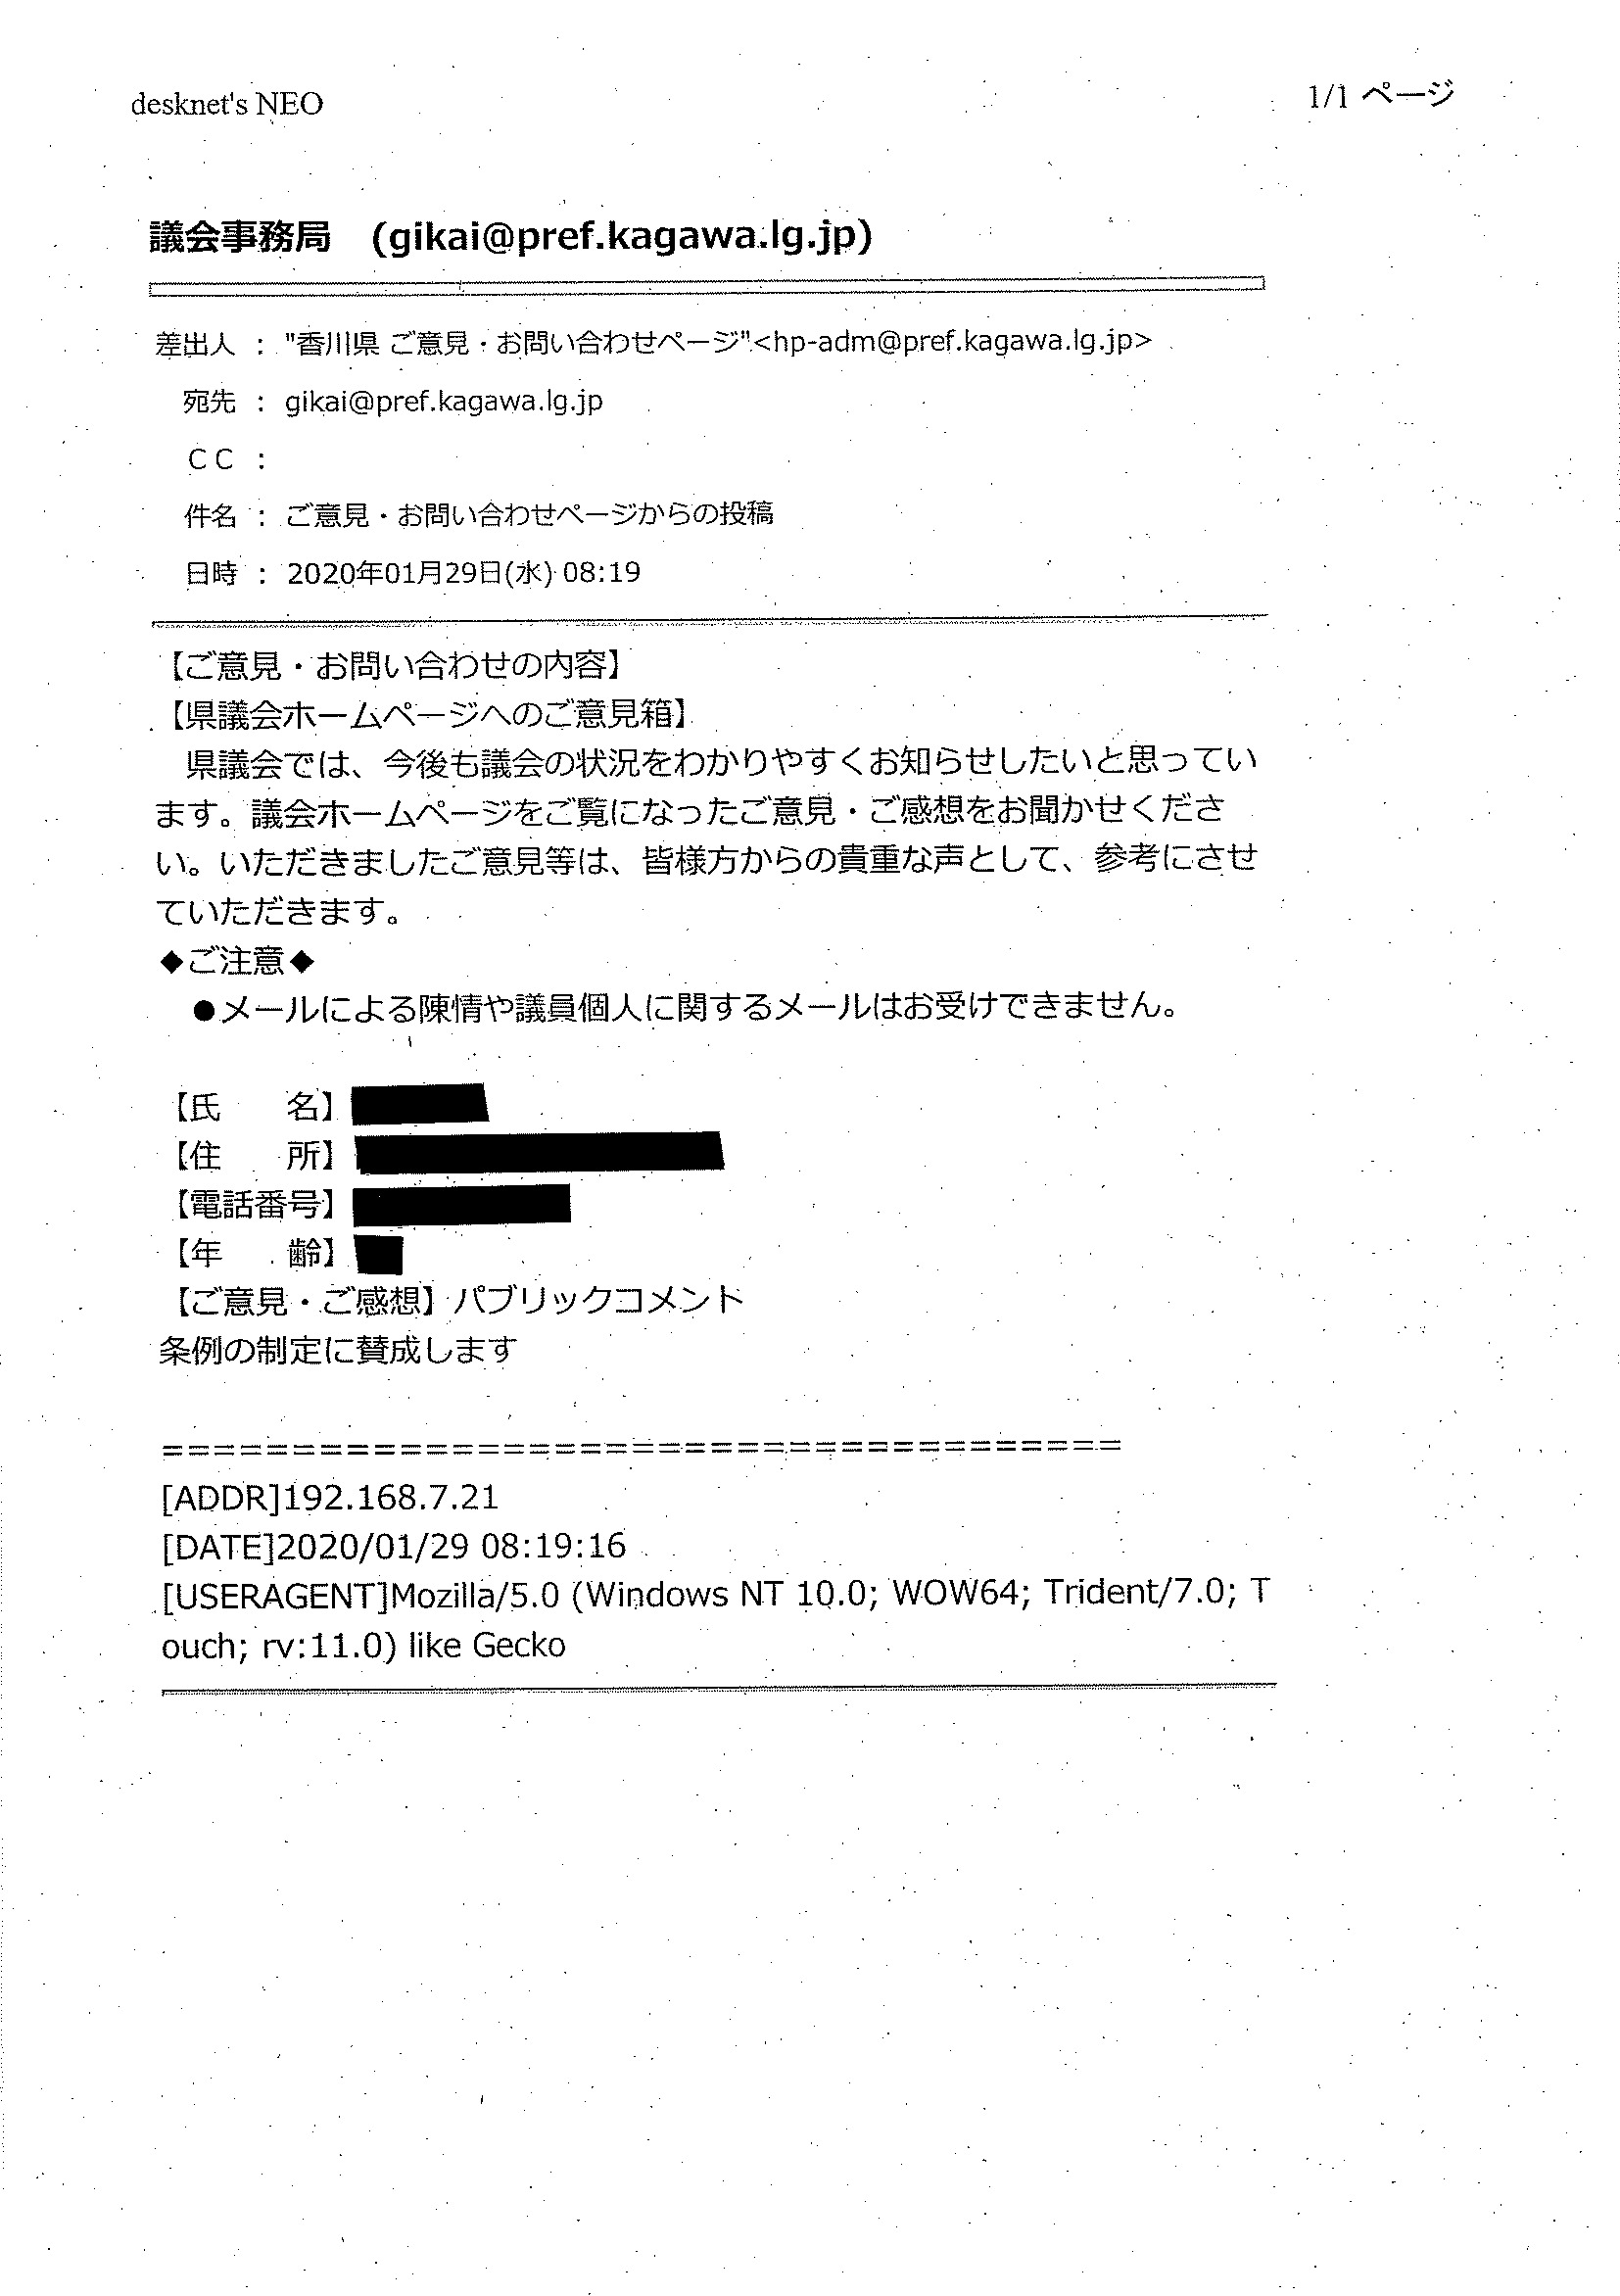 desknet's NEO
1/1 ページ
議会事務局　(gikai@pref.kagawa.lg.jp)
差出人 ： "香川県 ご意見・お問い合わせページ"<hp-adm@pref.kagawa.lg.jp>
宛先 ： gikai@pref.kagawa.lg.jp
ＣＣ ：
件名 ： ご意見・お問い合わせページからの投稿
日時 ： 2020年01月29日(水) 08:19
【ご意見・お問い合わせの内容】
【県議会ホームページへのご意見箱】
　県議会では、今後も議会の状況をわかりやすくお知らせしたいと思ってい
ます。議会ホームページをご覧になったご意見・ご感想をお聞かせくださ
い。いただきましたご意見等は、皆様方からの貴重な声として、参考にさせ
ていただきます。
◆ご注意◆
　●メールによる陳情や議員個人に関するメールはお受けできません。
【氏　　名】
【住　　所】
【電話番号】
【年　　齢】
【ご意見・ご感想】パブリックコメント
条例の制定に賛成します
=====================================
[ADDR]192.168.7.21
[DATE]2020/01/29 08:19:16
[USERAGENT]Mozilla/5.0 (Windows NT 10.0; WOW64; Trident/7.0; T
ouch; rv:11.0) like Gecko